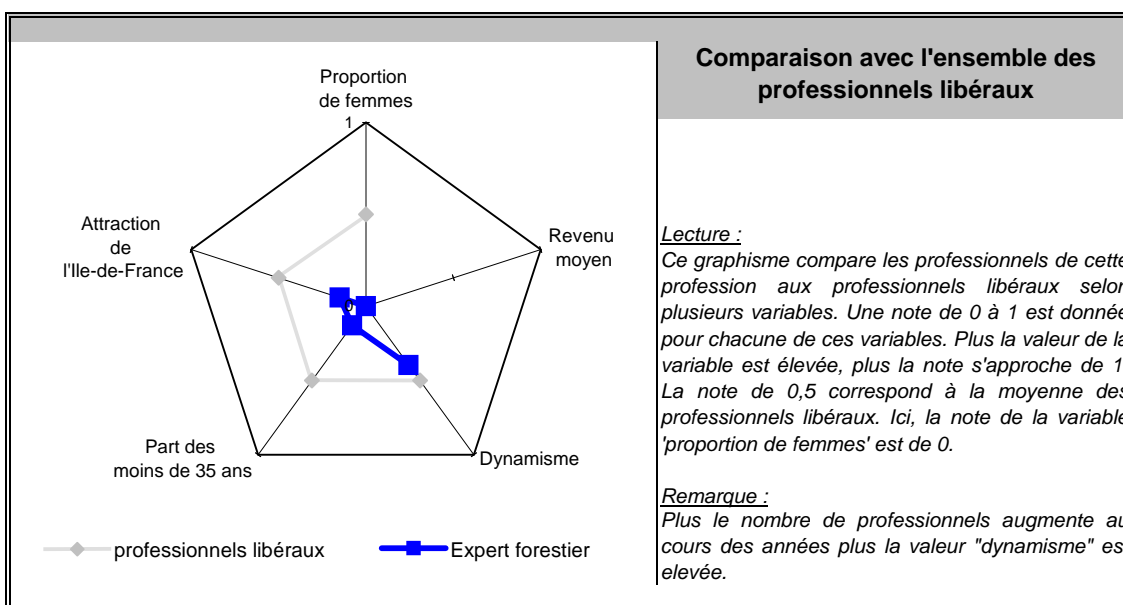 Comparaison avec l'ensemble des
professionnels libéraux
Proportion
de femmes
1
Attraction
de
l'Ile-de-France
Revenu
moyen
0
Part des
moins de 35 ans
Dynamisme
professionnels libéraux
Expert forestier
Lecture :
Ce graphisme compare les professionnels de cette
profession aux professionnels libéraux selon
plusieurs variables. Une note de 0 à 1 est donnée
pour chacune de ces variables. Plus la valeur de la
variable est élevée, plus la note s'approche de 1
La note de 0,5 correspond à la moyenne des
professionnels libéraux. Ici, la note de la variable
'proportion de femmes' est de 0.
Remarque :
Plus le nombre de professionnels augmente au
cours des années plus la valeur "dynamisme" es
elevée.